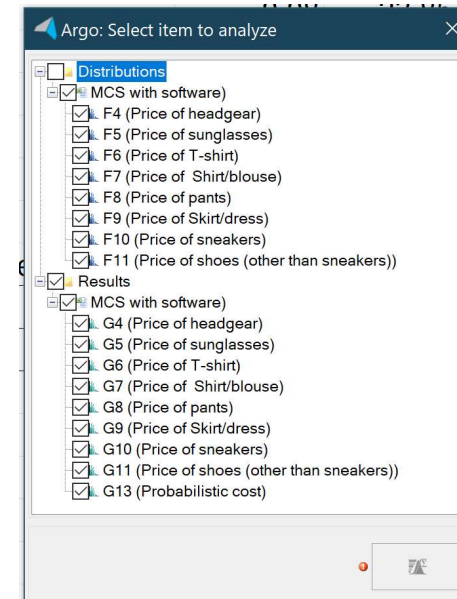 Argo: Select item to analyze
Distributions
MCS with software)
F4 (Price of headgear)
F5 (Price of sunglasses)
F6 (Price of T-shirt)
F7 (Price of  Shirt/blouse)
F8 (Price of pants)
F9 (Price of Skirt/dress)
F10 (Price of sneakers)
F11 (Price of shoes (other than sneakers))
Results
MCS with software)
G4 (Price of headgear)
G5 (Price of sunglasses)
G6 (Price of T-shirt)
G7 (Price of  Shirt/blouse)
G8 (Price of pants)
G9 (Price of Skirt/dress)
G10 (Price of sneakers)
G11 (Price of shoes (other than sneakers))
G13 (Probabilistic cost)